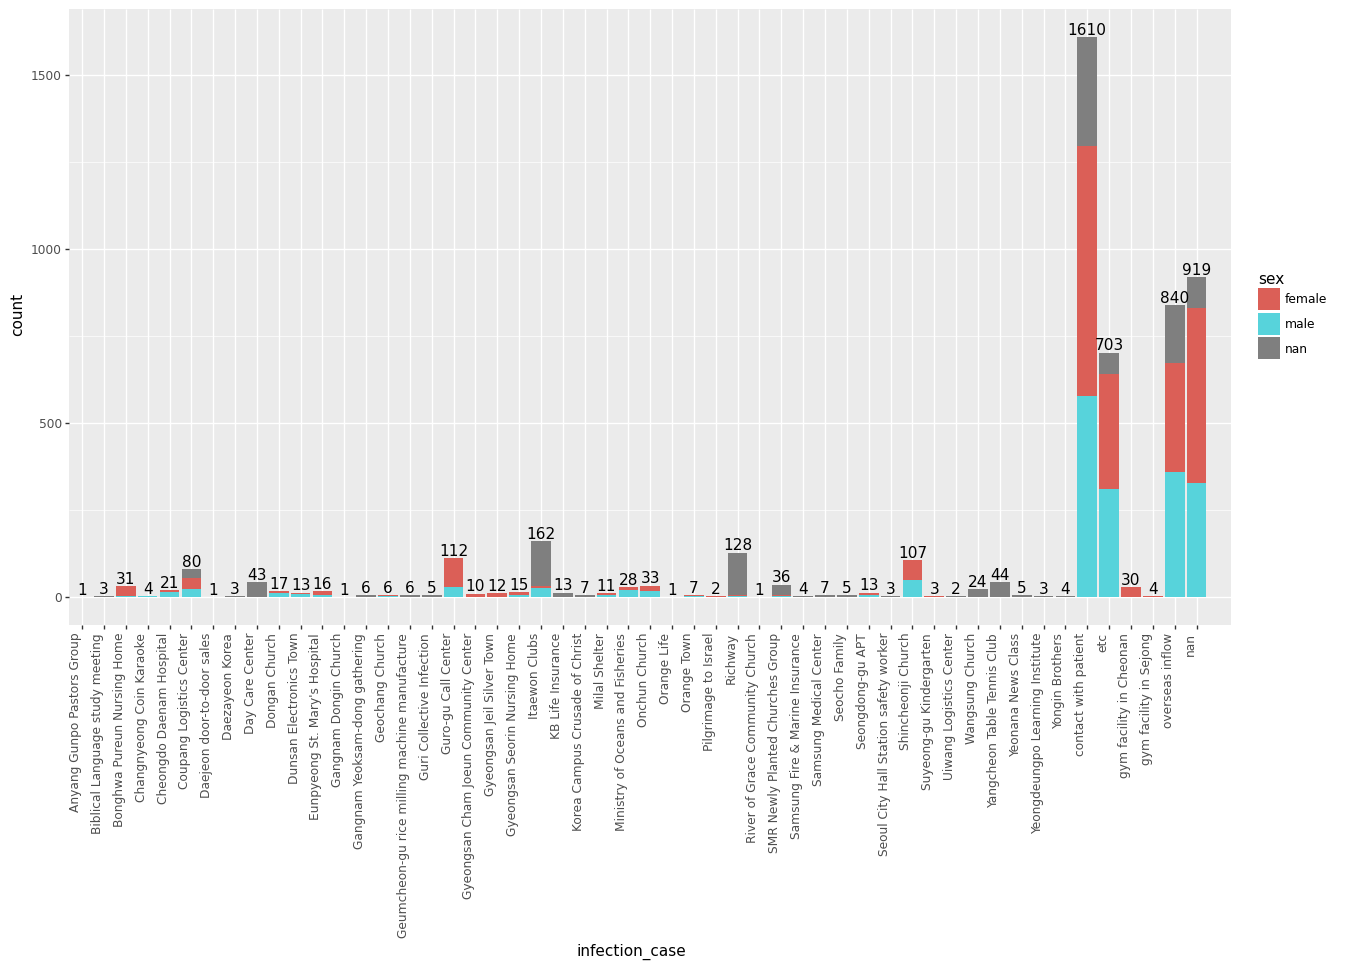 1610
1500
919
sex
840
female
count
male
703
nan
1000
500
162
128
112
107
80
1
3
31
4
21
1
3
43
17
13
16
1
6
6
6
5
10
12
15
13
7
11
28
33
1
7
2
1
36
4
7
5
13
3
3
2
24
44
5
3
4
30
4
0
Anyang Gunpo Pastors Group
Biblical Language study meeting
Bonghwa Pureun Nursing Home
Changnyeong Coin Karaoke
Cheongdo Daenam Hospital
Coupang Logistics Center
Daejeon door-to-door sales
Daezayeon Korea
Day Care Center
Dongan Church
Dunsan Electronics Town
Eunpyeong St. Mary's Hospital
Gangnam Dongin Church
Gangnam Yeoksam-dong gathering
Geochang Church
Geumcheon-gu rice milling machine manufacture
Guri Collective Infection
Guro-gu Call Center
Gyeongsan Cham Joeun Community Center
Gyeongsan Jeil Silver Town
Gyeongsan Seorin Nursing Home
Itaewon Clubs
KB Life Insurance
Korea Campus Crusade of Christ
Milal Shelter
Ministry of Oceans and Fisheries
Onchun Church
Orange Life
Orange Town
Pilgrimage to Israel
Richway
River of Grace Community Church
SMR Newly Planted Churches Group
Samsung Fire & Marine Insurance
Samsung Medical Center
Seocho Family
Seongdong-gu APT
Seoul City Hall Station safety worker
Shincheonji Church
Suyeong-gu Kindergarten
Uiwang Logistics Center
Wangsung Church
Yangcheon Table Tennis Club
Yeonana News Class
Yeongdeungpo Learning Institute
Yongin Brothers
contact with patient
etc
gym facility in Cheonan
gym facility in Sejong
overseas inflow
nan
infection_case